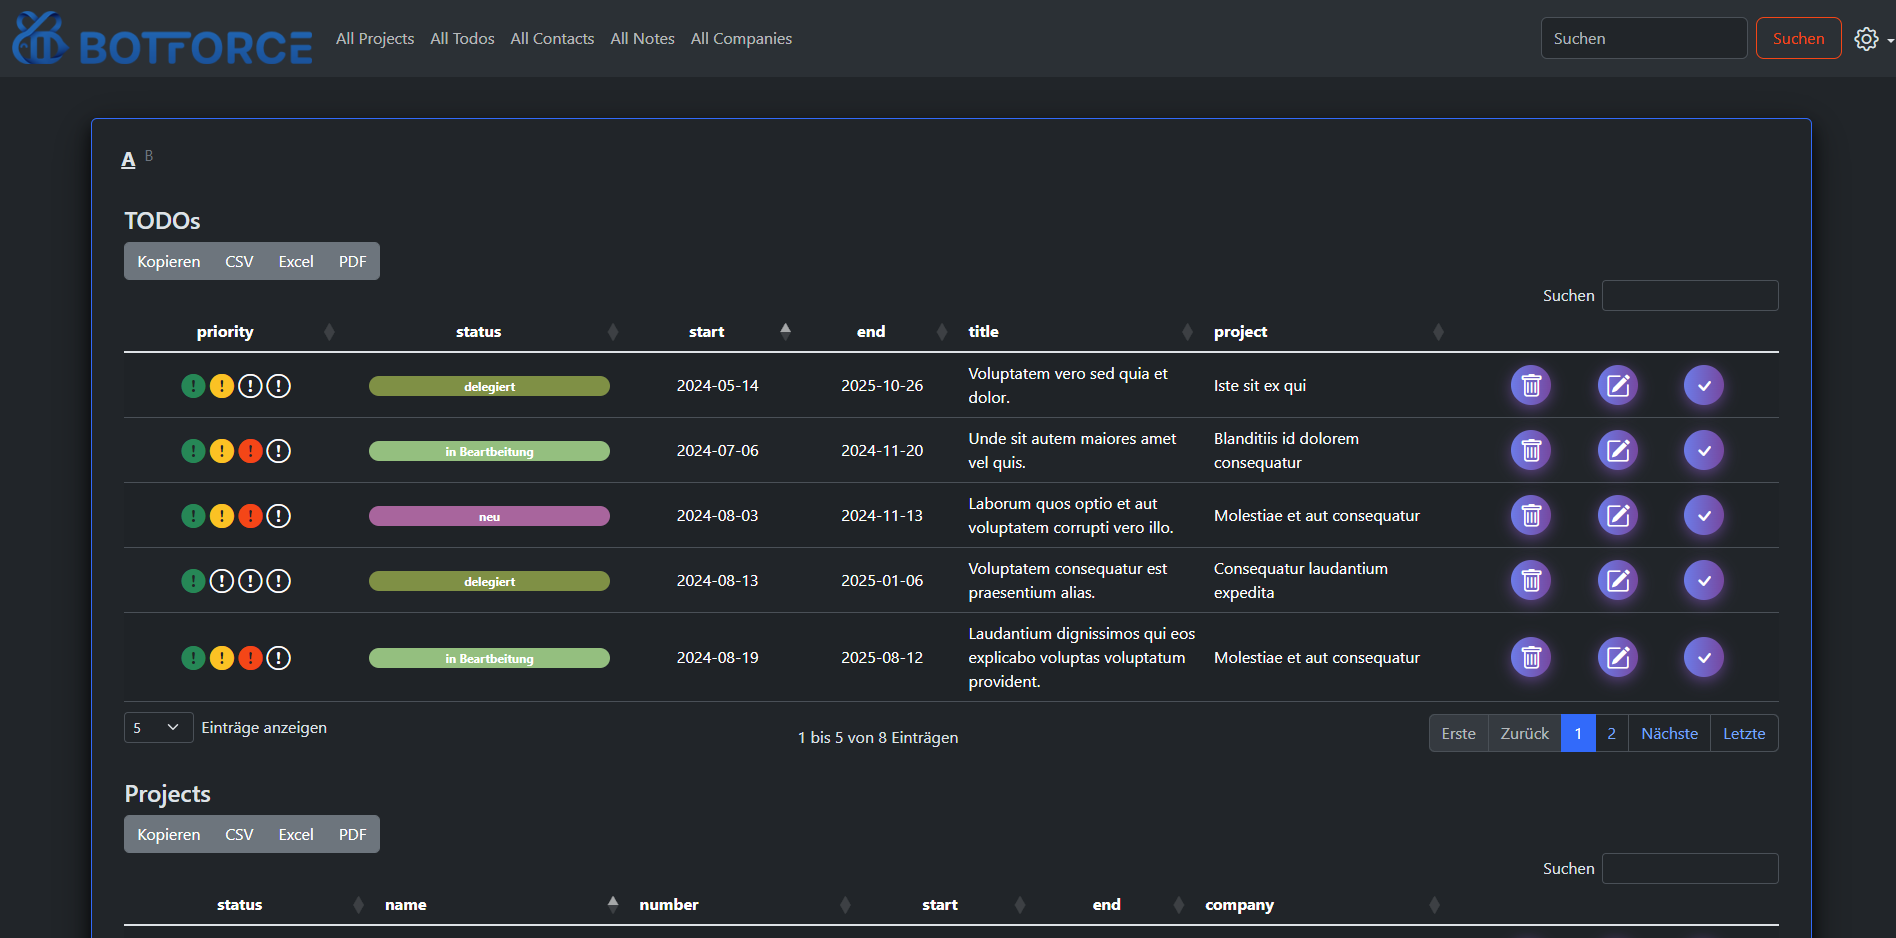 BOTFORCE All Projects All Todos All Contacts All Notes All Companies Suchen Suchen
A B
TODOs
Kopieren CSV Excel PDF
Suchen
priority status start end title project
delegiert 2024-05-14 2025-10-26 Voluptatem vero sed quia et
dolor. Iste sit ex qui
in Beartbeitung 2024-07-06 2024-11-20 Unde sit autem maiores amet
vel quis. Blanditiis id dolorem
consequatur
neu 2024-08-03 2024-11-13 Laborum quos optio et aut
voluptatem corrupti vero illo. Molestiae et aut consequatur
delegiert 2024-08-13 2025-01-06 Voluptatem consequatur est
praesentium alias. Consequatur laudantium
expedita
in Beartbeitung 2024-08-19 2025-08-12 Laudantium dignissimos qui eos
explicabo voluptas voluptatum
provident. Molestiae et aut consequatur
5 Einträge anzeigen 1 bis 5 von 8 Einträgen Erste Zurück 1 2 Nächste Letzte
Projects
Kopieren CSV Excel PDF
Suchen
status name number start end company